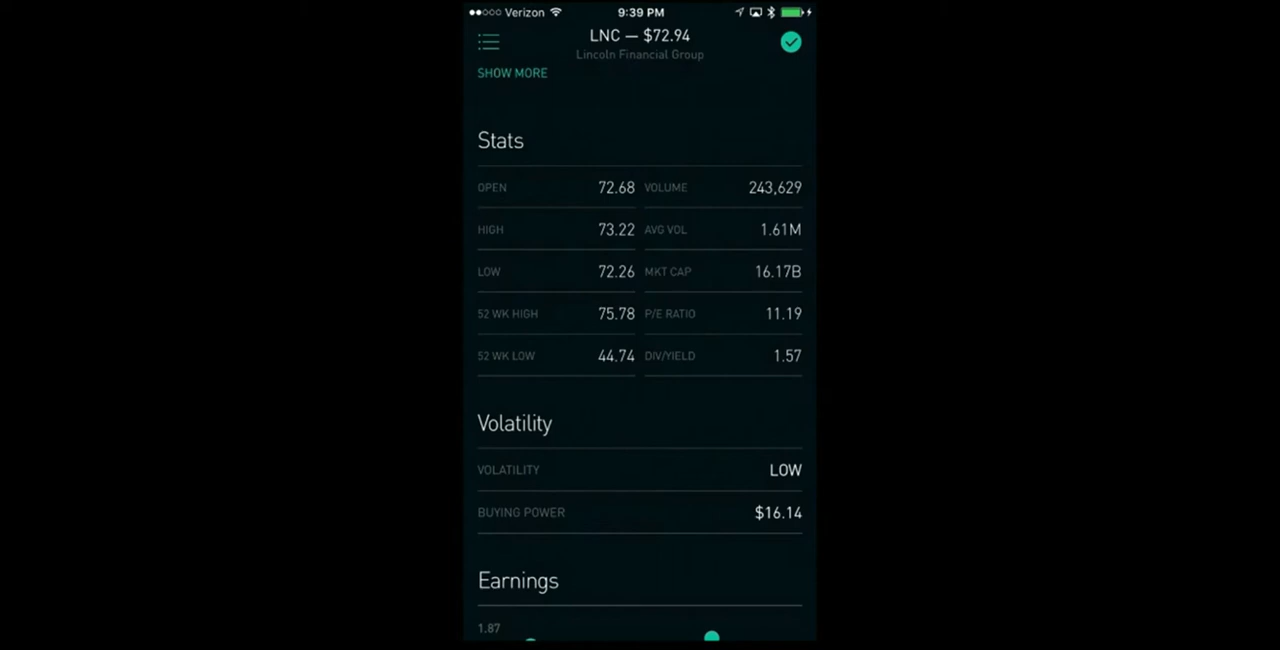 Verizon 9:39 PM
LNC — $72.94
Lincoln Financial Group
SHOW MORE
Stats
OPEN 72.68 VOLUME 243,629
HIGH 73.22 AVG VOL 1.61M
LOW 72.26 MKT CAP 16.17B
52 WK HIGH 75.78 P/E RATIO 11.19
52 WK LOW 44.74 DIV/YIELD 1.57
Volatility
VOLATILITY LOW
BUYING POWER $16.14
Earnings
1.87